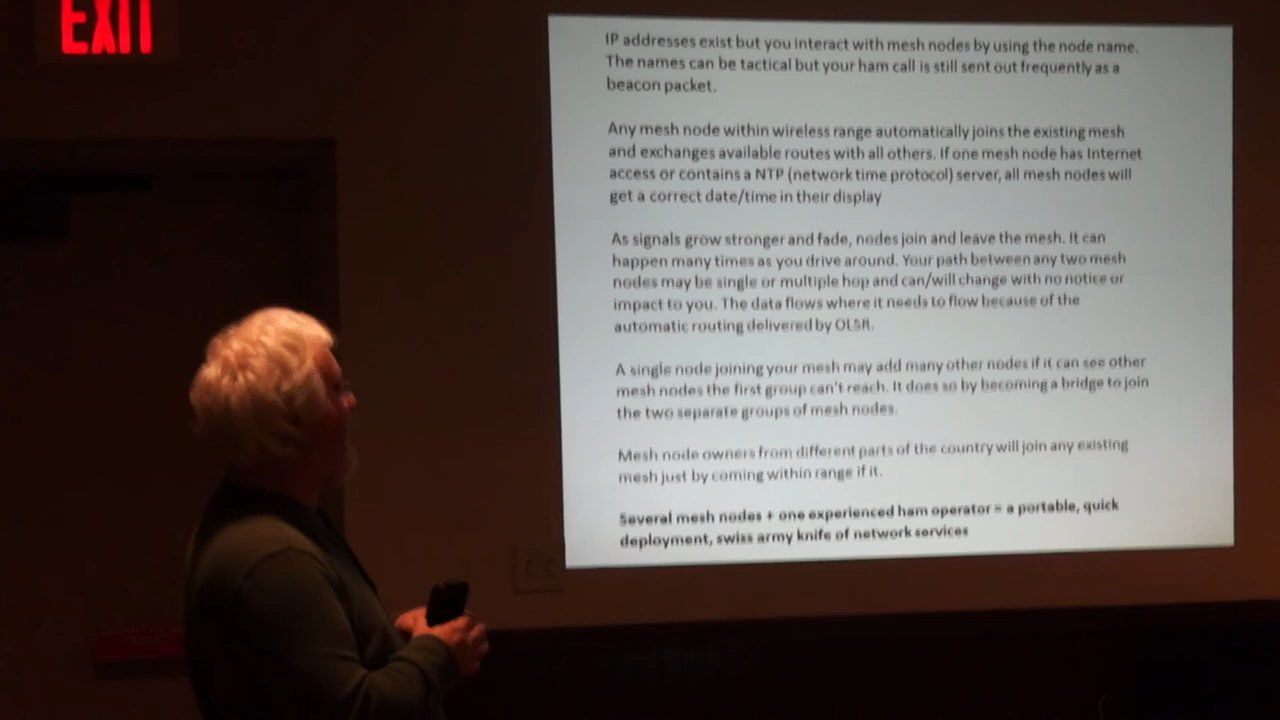 EXIT
IP addresses exist but you interact with mesh nodes by using the node name.
The names can be tactical but your ham call is still sent out frequently as a
beacon packet.
Any mesh node within wireless range automatically joins the existing mesh
and exchanges available routes with all others. If one mesh node has Internet
access or contains a NTP (network time protocol) server, all mesh nodes will
get a correct date/time in their display
As signals grow stronger and fade, nodes join and leave the mesh. It can
happen many times as you drive around. Your path between any two mesh
nodes may be single or multiple hop and can/will change with no notice or
impact to you. The data flows where it needs to flow because of the
automatic routing delivered by OLSR.
A single node joining your mesh may add many other nodes if it can see other
mesh nodes the first group can't reach. It does so by becoming a bridge to join
the two separate groups of mesh nodes.
Mesh node owners from different parts of the country will join any existing
mesh just by coming within range if it.
Several mesh nodes + one experienced ham operator = a portable, quick
deployment, swiss army knife of network services